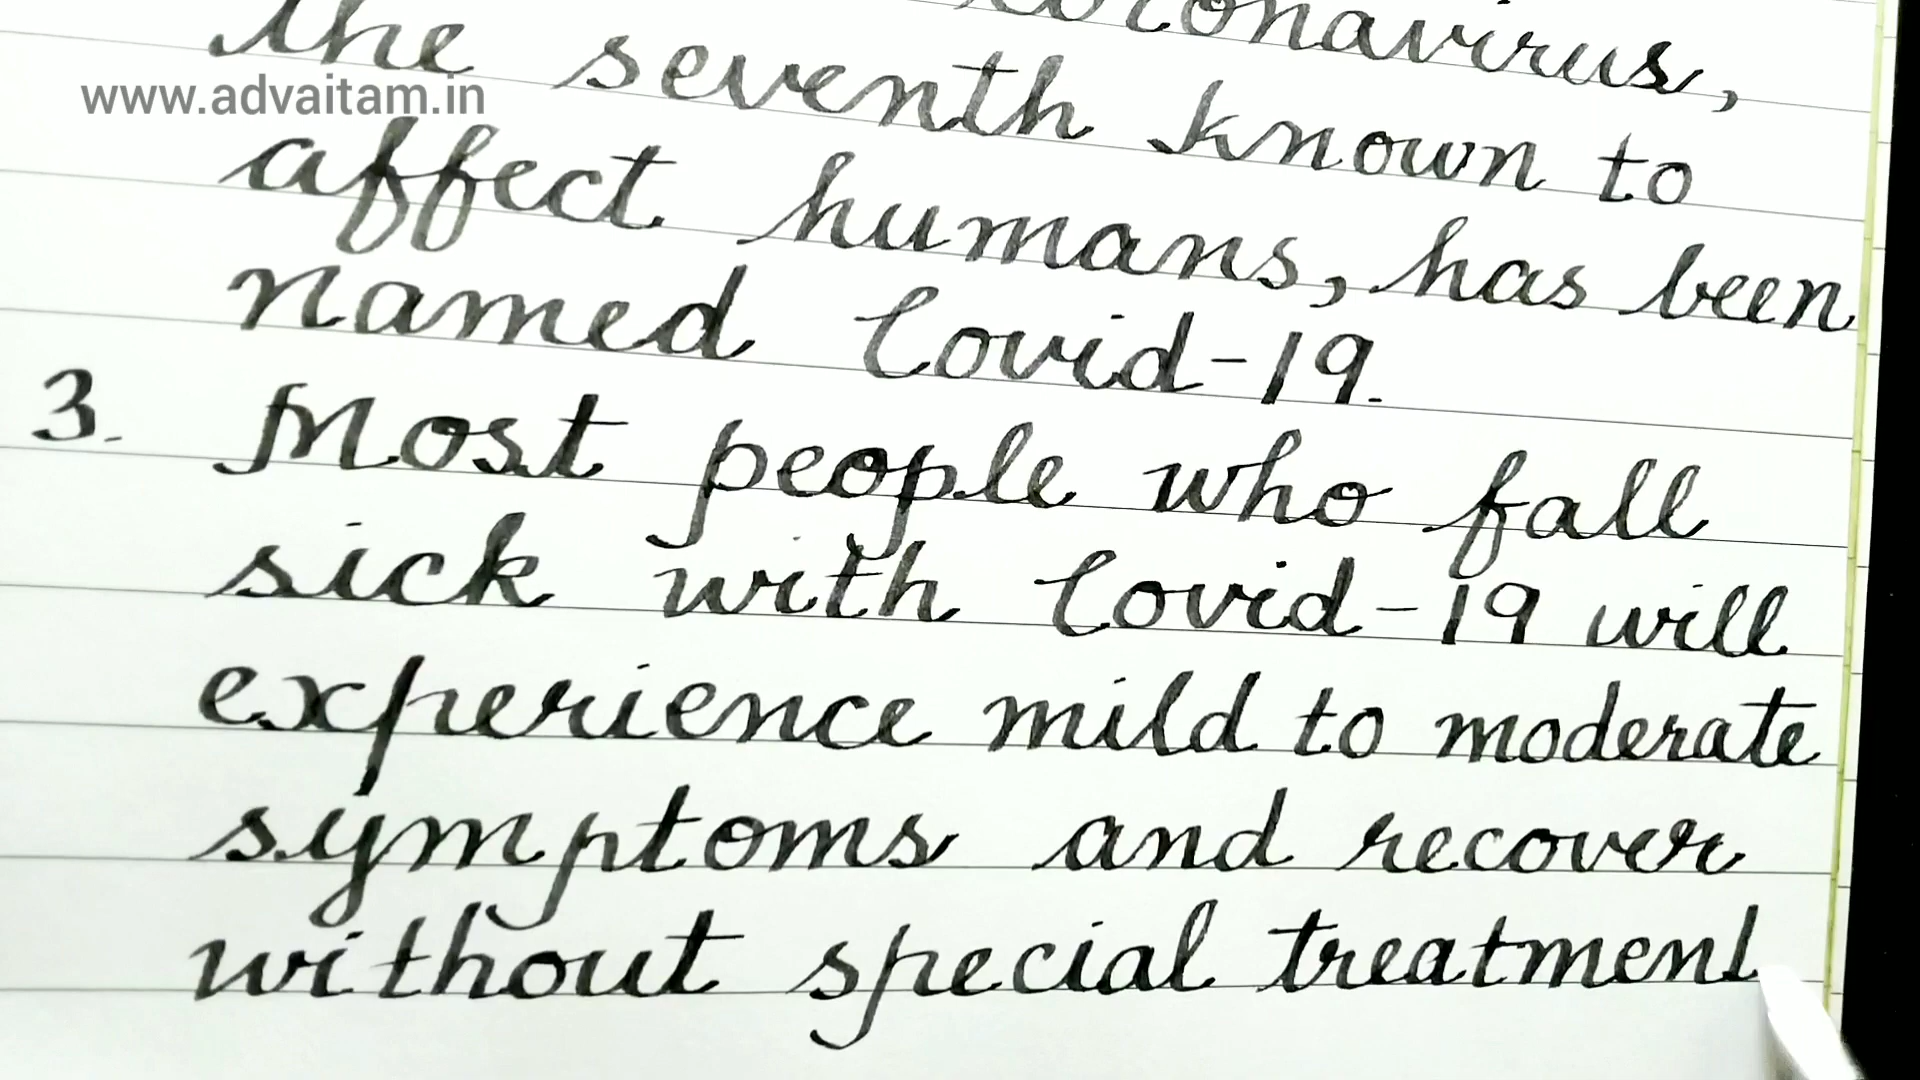 coronavirus,
the seventh known to
www.advaitam.in
affect humans, has been
named Covid-19.
3. Most people who fall
sick with Covid-19 will
experience mild to moderate
symptoms and recover
without special treatment